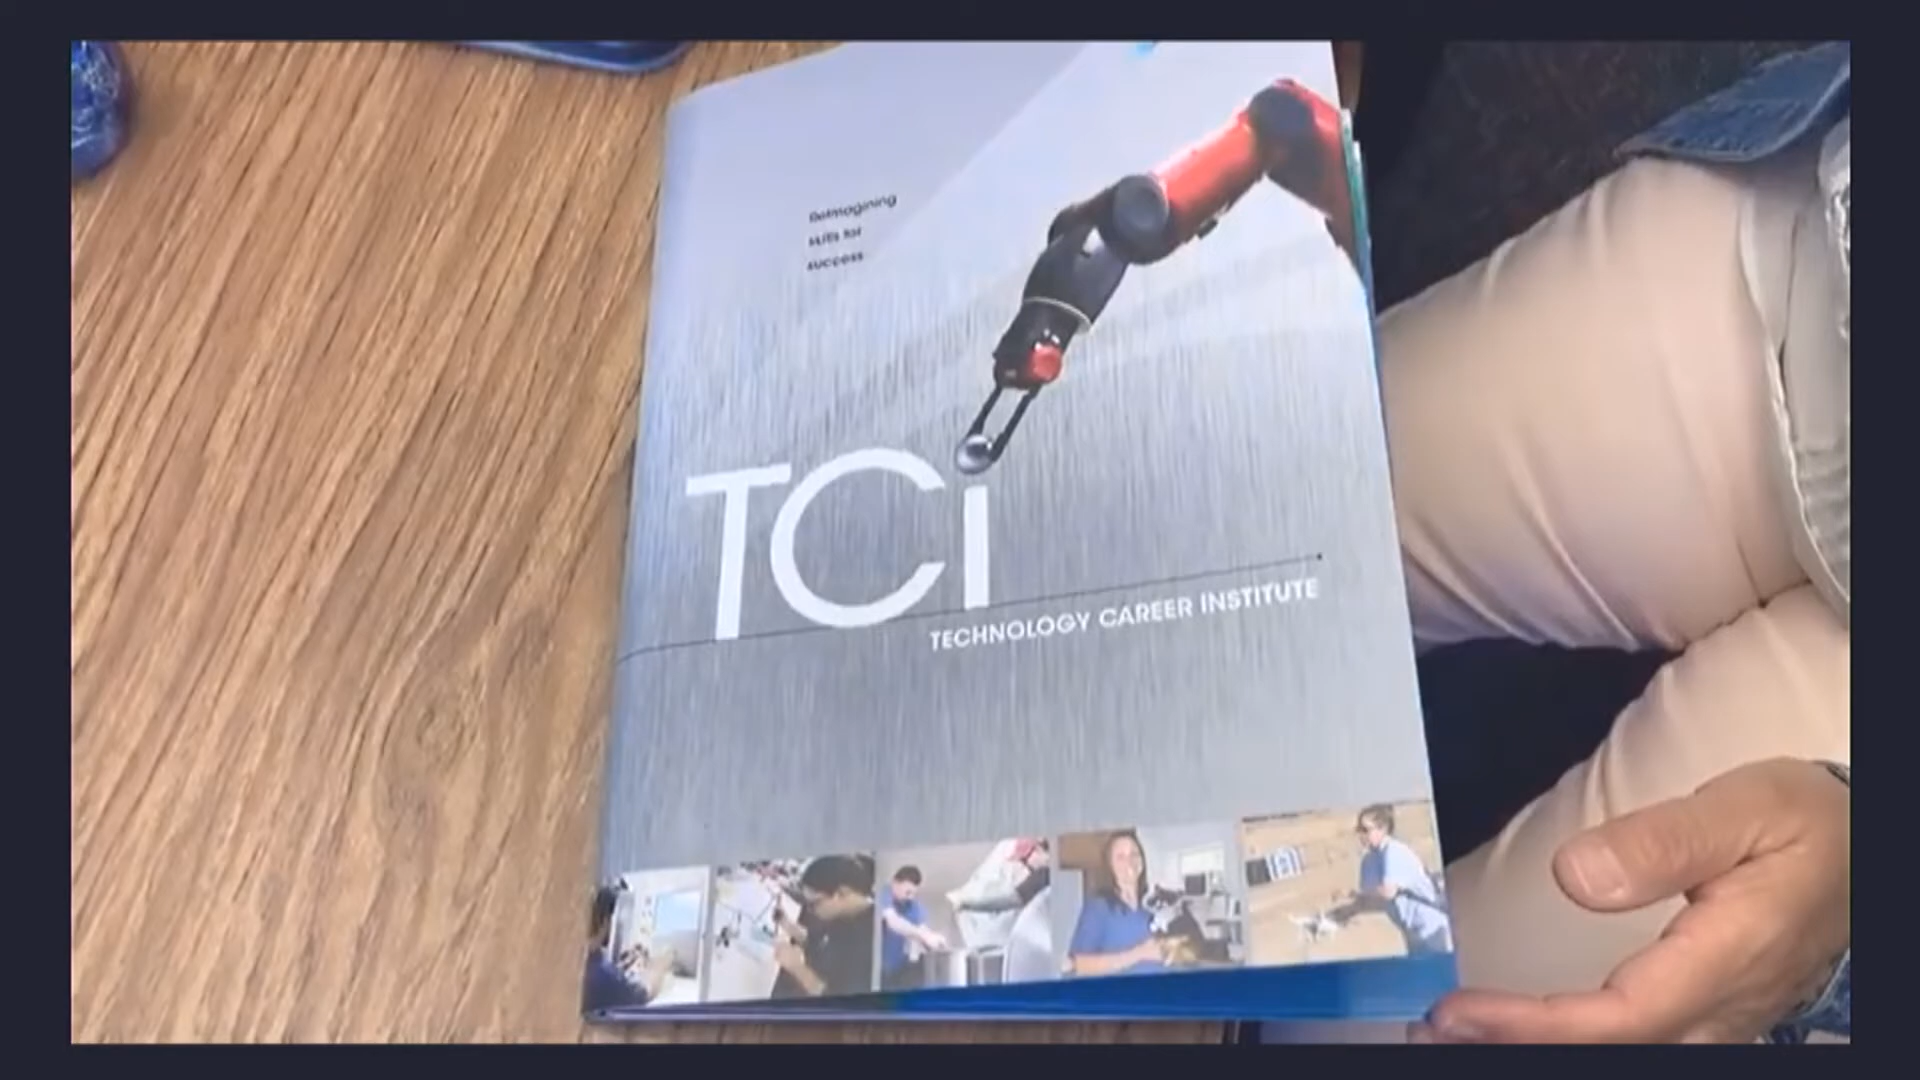 Reimagining
skills for
success
TCi
TECHNOLOGY CAREER INSTITUTE